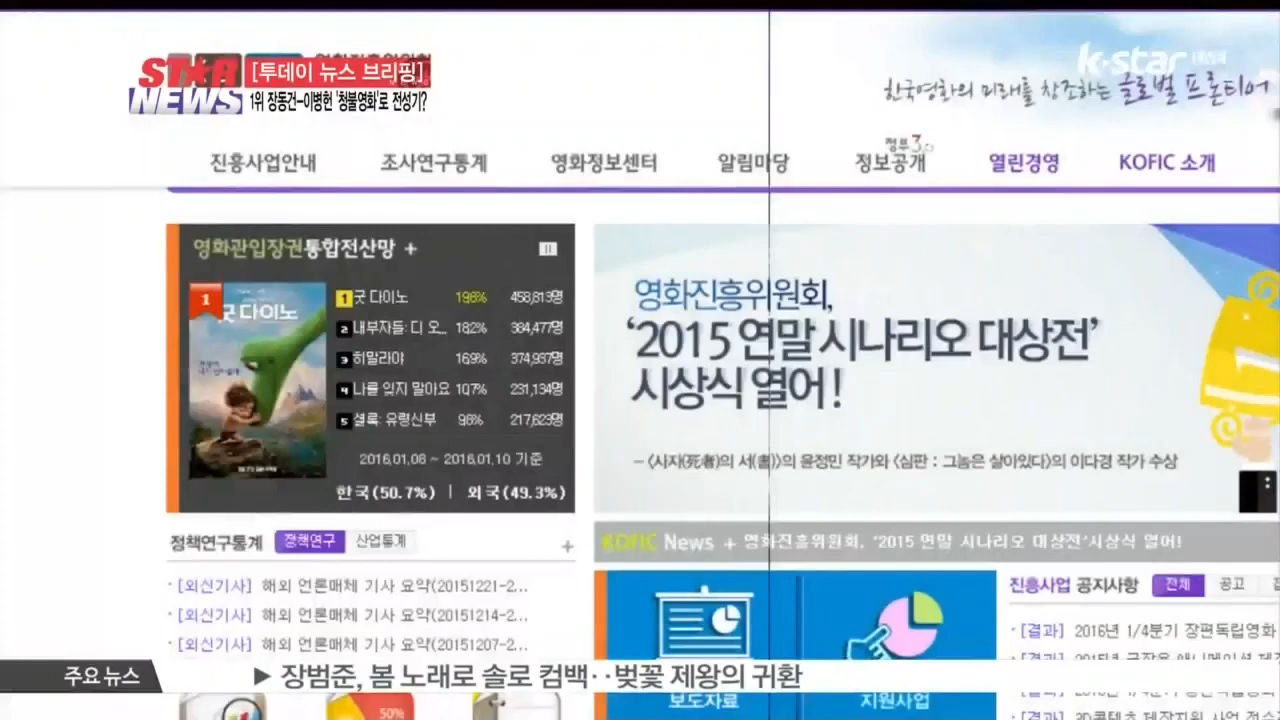 STAR NEWS
[투데이 뉴스 브리핑]
1위 장동건-이병헌 '청불영화'로 전성기?
k·star
한국영화의 미래를 창조하는 글로벌 프론티어
진흥사업안내 조사연구통계 영화정보센터 알림마당 정부3.0 정보공개 열린경영 KOFIC 소개
영화관입장권통합전산망 +
1
굿 다이노
1 굿 다이노 19.8% 458,813명
2 내부자들: 디 오... 18.2% 384,477명
3 히말라야 16.9% 374,937명
4 나를 잊지 말아요 10.7% 231,134명
5 셜록: 유령신부 9.8% 217,623명
2016.01.08 ~ 2016.01.10 기준
한국(50.7%) | 외국(49.3%)
영화진흥위원회,
'2015 연말 시나리오 대상전'
시상식 열어!
- <사자(死者)의 서(書)>의 윤정민 작가와 <심판 : 그놈은 살아있다>의 이다경 작가 수상
정책연구통계 정책연구 산업통계 +
· [외신기사] 해외 언론매체 기사 요약(20151221-2...
· [외신기사] 해외 언론매체 기사 요약(20151214-2...
· [외신기사] 해외 언론매체 기사 요약(20151207-2...
KOFIC News + 영화진흥위원회, '2015 연말 시나리오 대상전'시상식 열어!
보도자료
지원사업
진흥사업 공지사항 전체 공고
· [결과] 2016년 1/4분기 장편독립영화
· [결과]
주요뉴스
▶ 장범준, 봄 노래로 솔로 컴백‥벚꽃 제왕의 귀환
50%